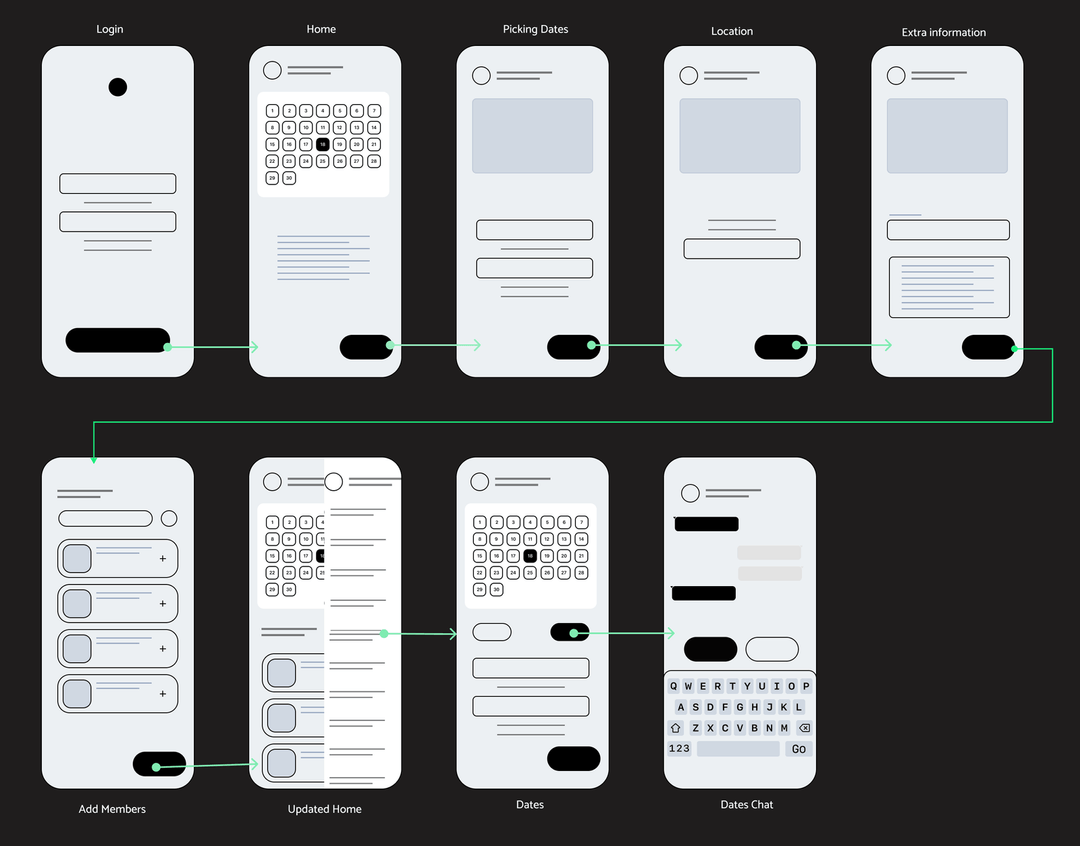 Login
Home
Picking Dates
Location
Extra information
1 2 3 4 5 6 7
8 9 10 11 12 13 14
15 16 17 18 19 20 21
22 23 24 25 26 27 28
29 30
1 2 3 4
8 9 10 11
15 16 17
22 23 24 25
29 30
1 2 3 4 5 6 7
8 9 10 11 12 13 14
15 16 17 18 19 20 21
22 23 24 25 26 27 28
29 30
Q W E R T Y U I O P
A S D F G H J K L
Z X C V B N M
123 Go
Add Members
Updated Home
Dates
Dates Chat